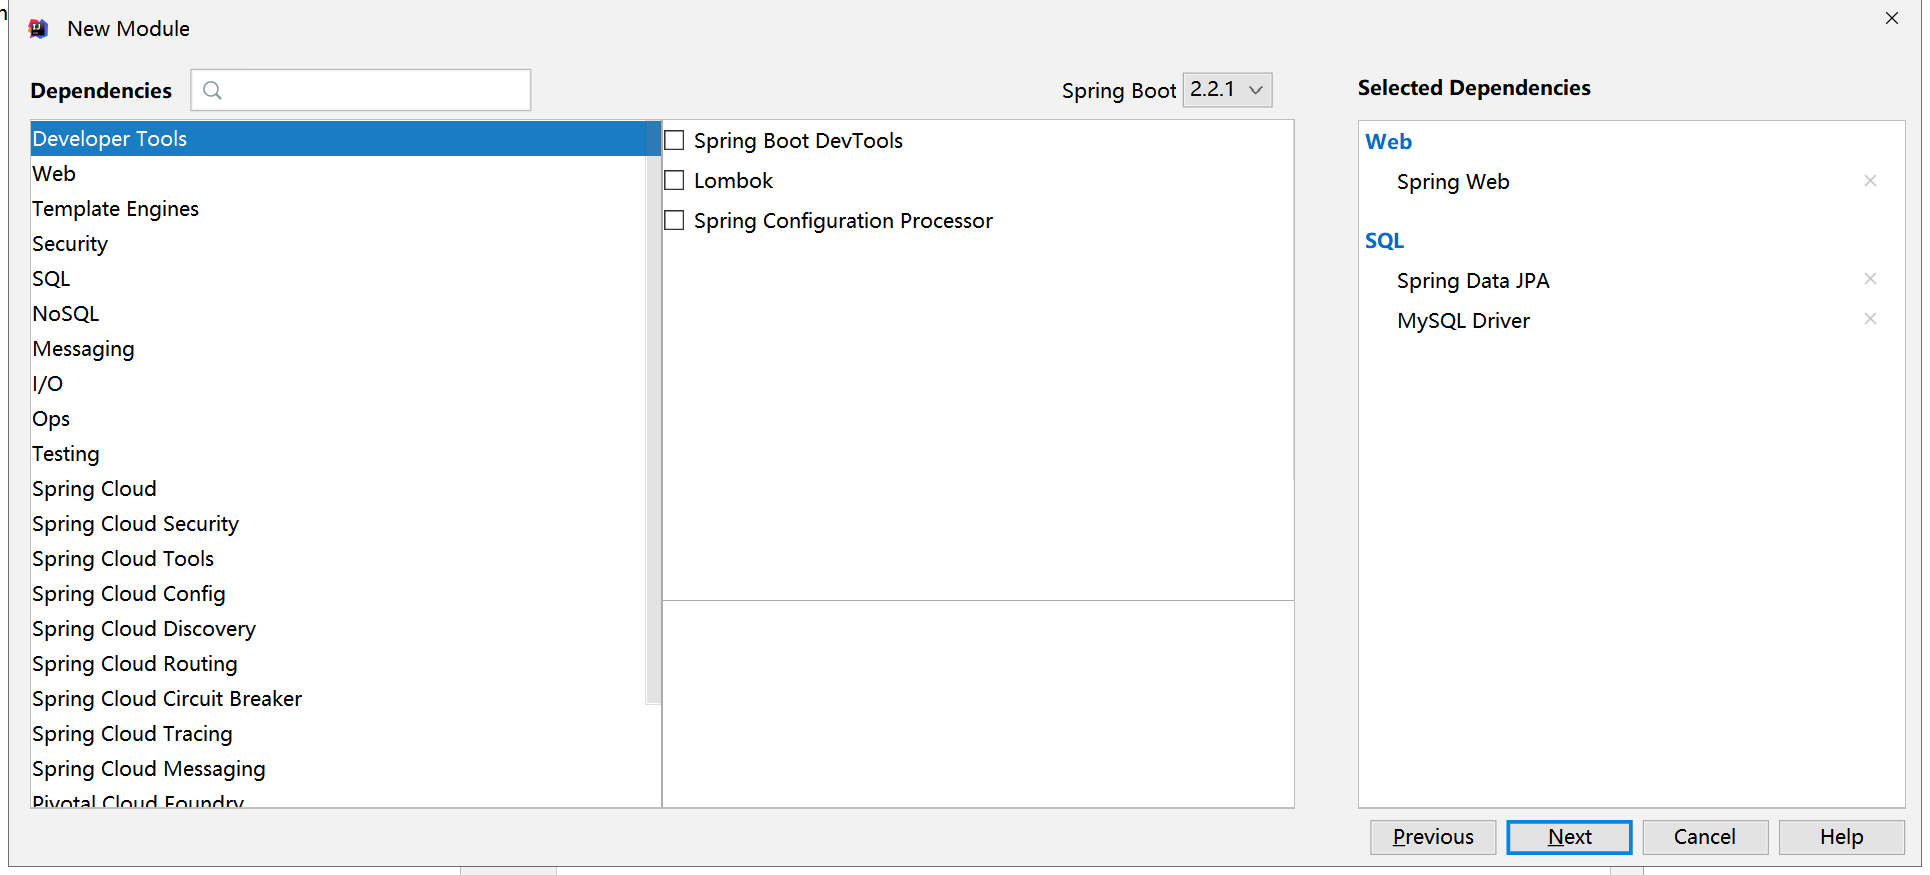 New Module
Dependencies
Spring Boot 2.2.1
Selected Dependencies
Developer Tools
Web
Template Engines
Security
SQL
NoSQL
Messaging
I/O
Ops
Testing
Spring Cloud
Spring Cloud Security
Spring Cloud Tools
Spring Cloud Config
Spring Cloud Discovery
Spring Cloud Routing
Spring Cloud Circuit Breaker
Spring Cloud Tracing
Spring Cloud Messaging
Pivotal Cloud Foundry
Spring Boot DevTools
Lombok
Spring Configuration Processor
Web
Spring Web
SQL
Spring Data JPA
MySQL Driver
Previous
Next
Cancel
Help